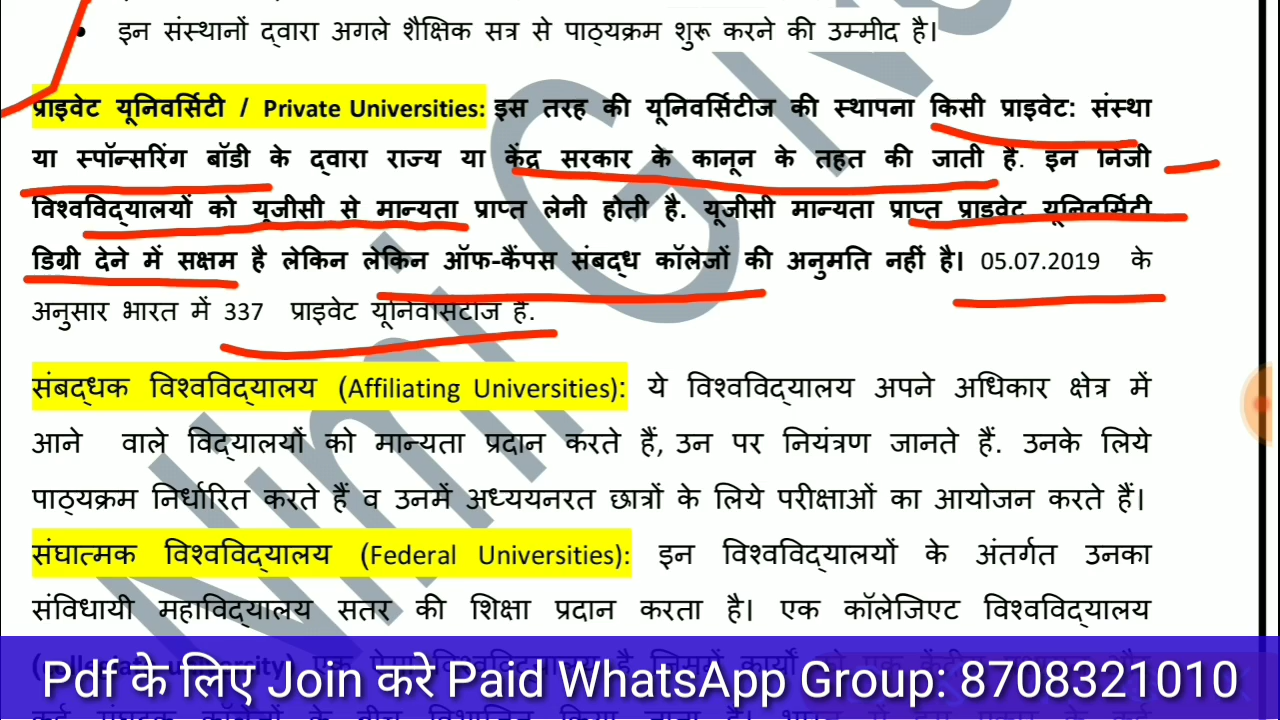 इन संस्थानों द्वारा अगले शैक्षिक सत्र से पाठ्यक्रम शुरू करने की उम्मीद है।
प्राइवेट यूनिवर्सिटी / Private Universities: इस तरह की यूनिवर्सिटीज की स्थापना किसी प्राइवेट: संस्था
या स्पॉन्सरिंग बॉडी के द्वारा राज्य या केंद्र सरकार के कानून के तहत की जाती है. इन निजी
विश्वविद्यालयों को यूजीसी से मान्यता प्राप्त लेनी होती है. यूजीसी मान्यता प्राप्त प्राइवेट यूनिवर्सिटी
डिग्री देने में सक्षम है लेकिन लेकिन ऑफ-कैंपस संबद्ध कॉलेजों की अनुमति नहीं है। 05.07.2019 के
अनुसार भारत में 337 प्राइवेट यूनिवर्सिटीज हैं.
संबद्धक विश्वविद्यालय (Affiliating Universities): ये विश्वविद्यालय अपने अधिकार क्षेत्र में
आने वाले विद्यालयों को मान्यता प्रदान करते हैं, उन पर नियंत्रण जानते हैं. उनके लिये
पाठ्यक्रम निर्धारित करते हैं व उनमें अध्ययनरत छात्रों के लिये परीक्षाओं का आयोजन करते हैं।
संघात्मक विश्वविद्यालय (Federal Universities): इन विश्वविद्यालयों के अंतर्गत उनका
संविधायी महाविद्यालय सतर की शिक्षा प्रदान करता है। एक कॉलेजिएट विश्वविद्यालय
Pdf के लिए Join करे Paid WhatsApp Group: 8708321010